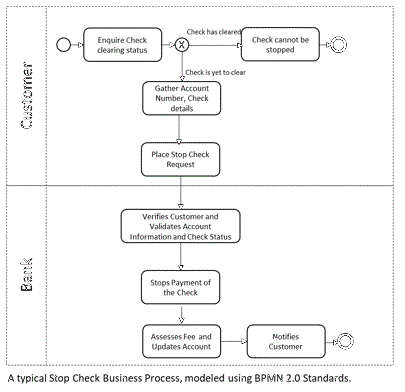 Customer
Enquire Check
clearing status
X
Check has cleared
Check cannot be
stopped
Check is yet to clear
Gather Account
Number, Check
details
Place Stop Check
Request
Bank
Verifies Customer and
Validates Account
Information and Check Status
Stops Payment of
the Check
Assesses Fee and
Updates Account
Notifies
Customer
A typical Stop Check Business Process, modeled using BPMN 2.0 Standards.